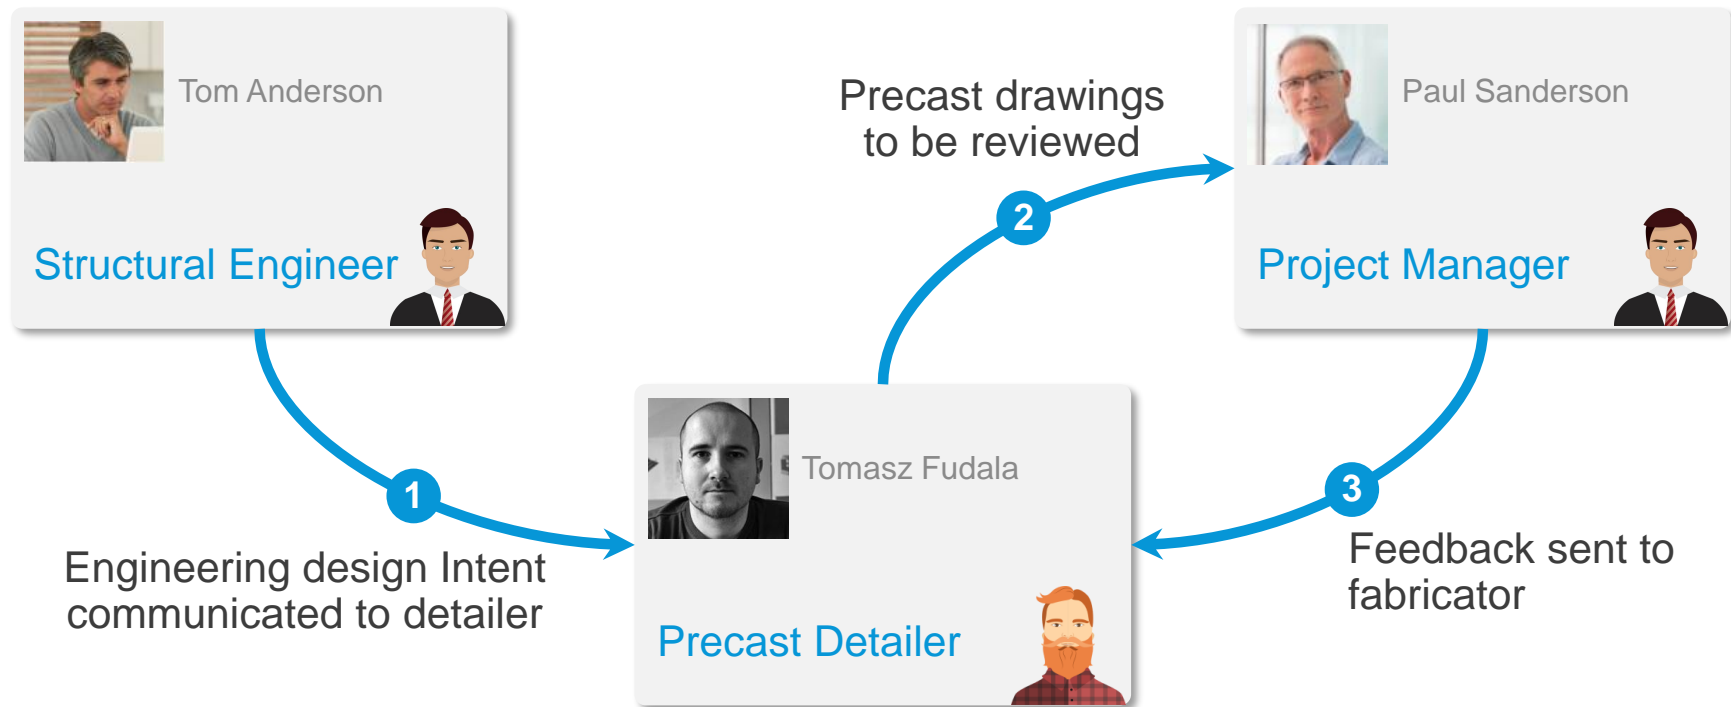 Tom Anderson
Structural Engineer
1
Engineering design Intent
communicated to detailer
Precast drawings
to be reviewed
2
Tomasz Fudala
Precast Detailer
Paul Sanderson
Project Manager
3
Feedback sent to
fabricator